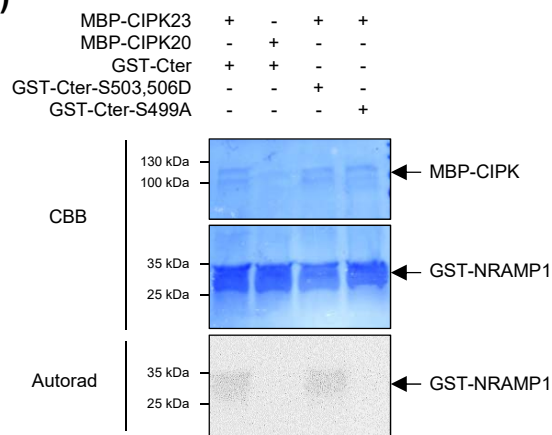 )
MBP-CIPK23 + - + +
MBP-CIPK20 - + - -
GST-Cter + + - -
GST-Cter-S503,506D - - + -
GST-Cter-S499A - - - +
130 kDa
100 kDa
MBP-CIPK
CBB
35 kDa
25 kDa
GST-NRAMP1
Autorad
35 kDa
25 kDa
GST-NRAMP1